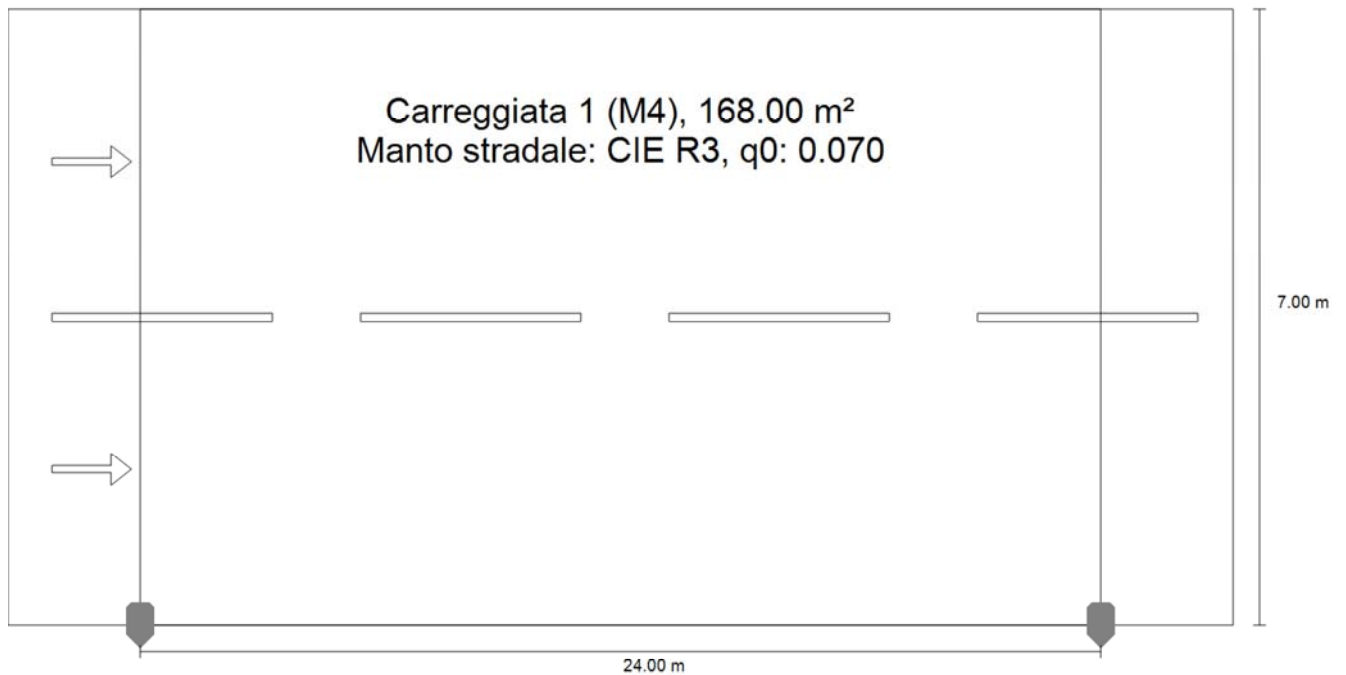 Carreggiata 1 (M4), 168.00 m²
Manto stradale: CIE R3, q0: 0.070
7.00 m
24.00 m